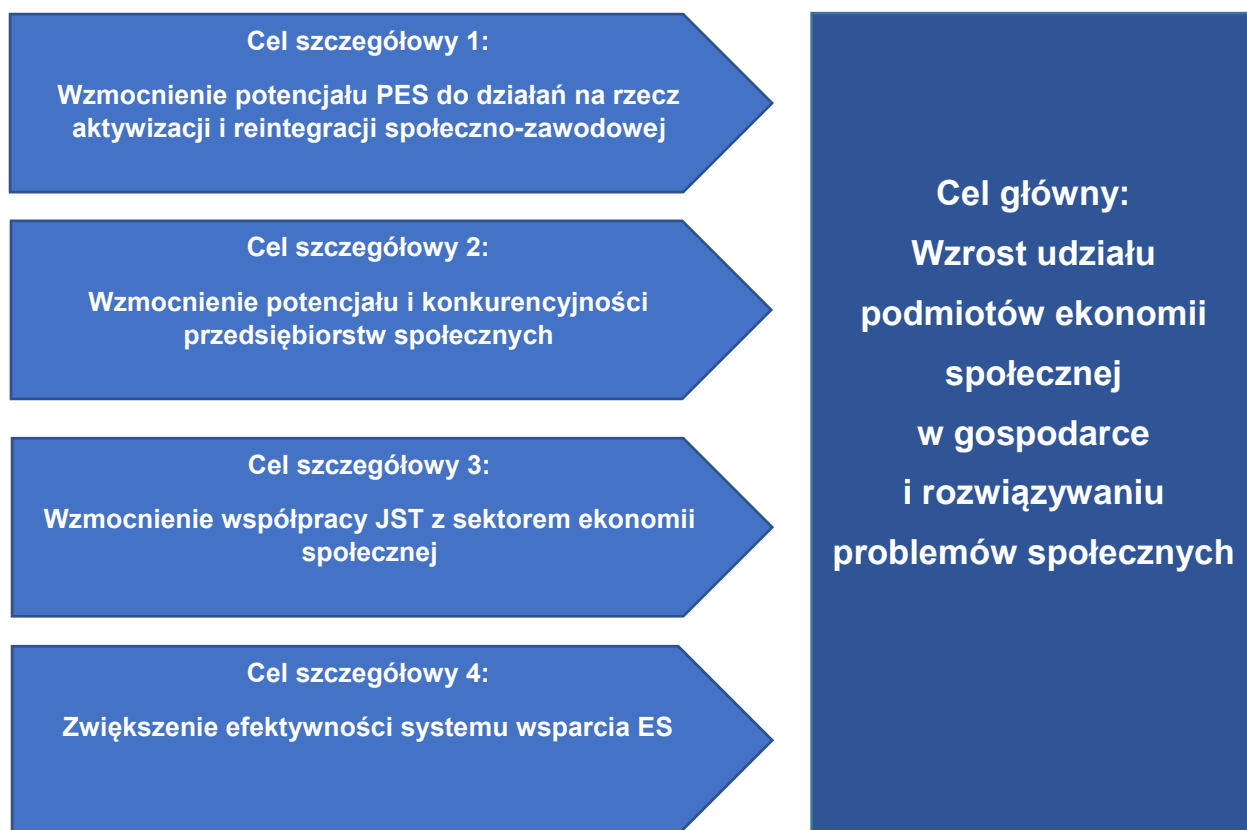 Cel szczegółowy 1:
Wzmocnienie potencjału PES do działań na rzecz
aktywizacji i reintegracji społeczno-zawodowej
Cel szczegółowy 2:
Wzmocnienie potencjału i konkurencyjności
przedsiębiorstw społecznych
Cel szczegółowy 3:
Wzmocnienie współpracy JST z sektorem ekonomii
społecznej
Cel szczegółowy 4:
Zwiększenie efektywności systemu wsparcia ES
Cel główny:
Wzrost udziału
podmiotów ekonomii
społecznej
w gospodarce
i rozwiązywaniu
problemów społecznych